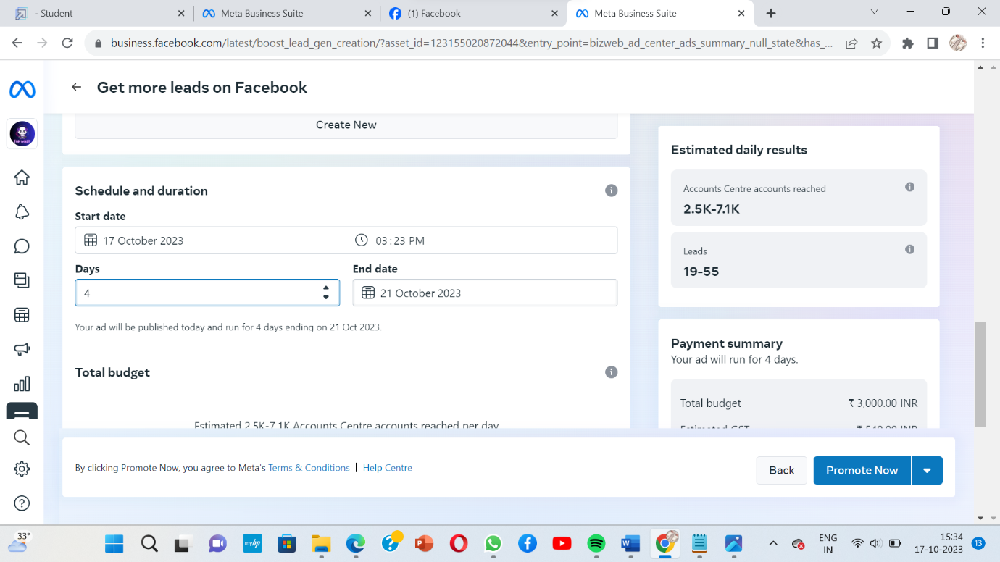 - Student
Meta Business Suite
(1) Facebook
Meta Business Suite
business.facebook.com/latest/boost_lead_gen_creation/?asset_id=123155020872044&entry_point=bizweb_ad_center_ads_summary_null_state&has_...
Get more leads on Facebook
Create New
Schedule and duration
Start date
17 October 2023
03 : 23 PM
Days
End date
4
21 October 2023
Your ad will be published today and run for 4 days ending on 21 Oct 2023.
Total budget
Estimated 2.5K-7.1K Accounts Centre accounts reached per day
Estimated daily results
Accounts Centre accounts reached
2.5K-7.1K
Leads
19-55
Payment summary
Your ad will run for 4 days.
Total budget ₹ 3,000.00 INR
Estimated GST ₹ 540.00 INR
By clicking Promote Now, you agree to Meta's Terms & Conditions | Help Centre
Back
Promote Now
33°
myhp
ENG
IN
15:34
17-10-2023
13